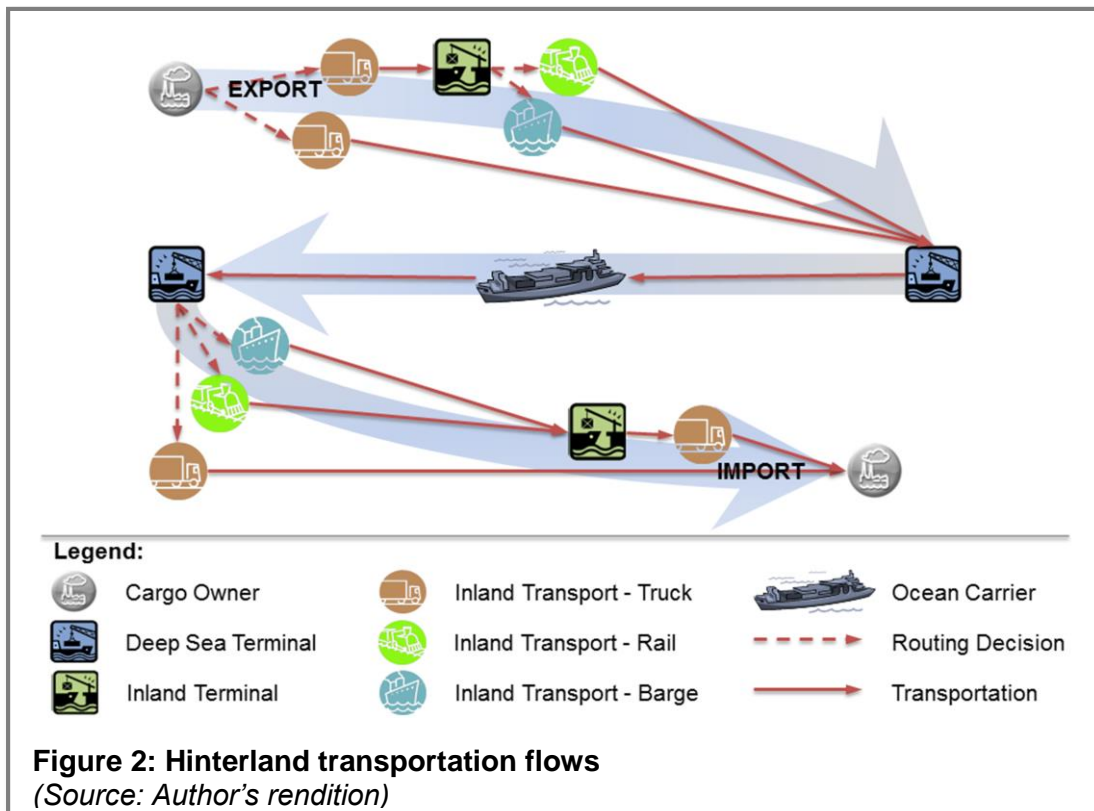 EXPORT
IMPORT
Legend:
Cargo Owner
Inland Transport - Truck
Ocean Carrier
Deep Sea Terminal
Inland Transport - Rail
Routing Decision
Inland Terminal
Inland Transport - Barge
Transportation
Figure 2: Hinterland transportation flows
(Source: Author's rendition)